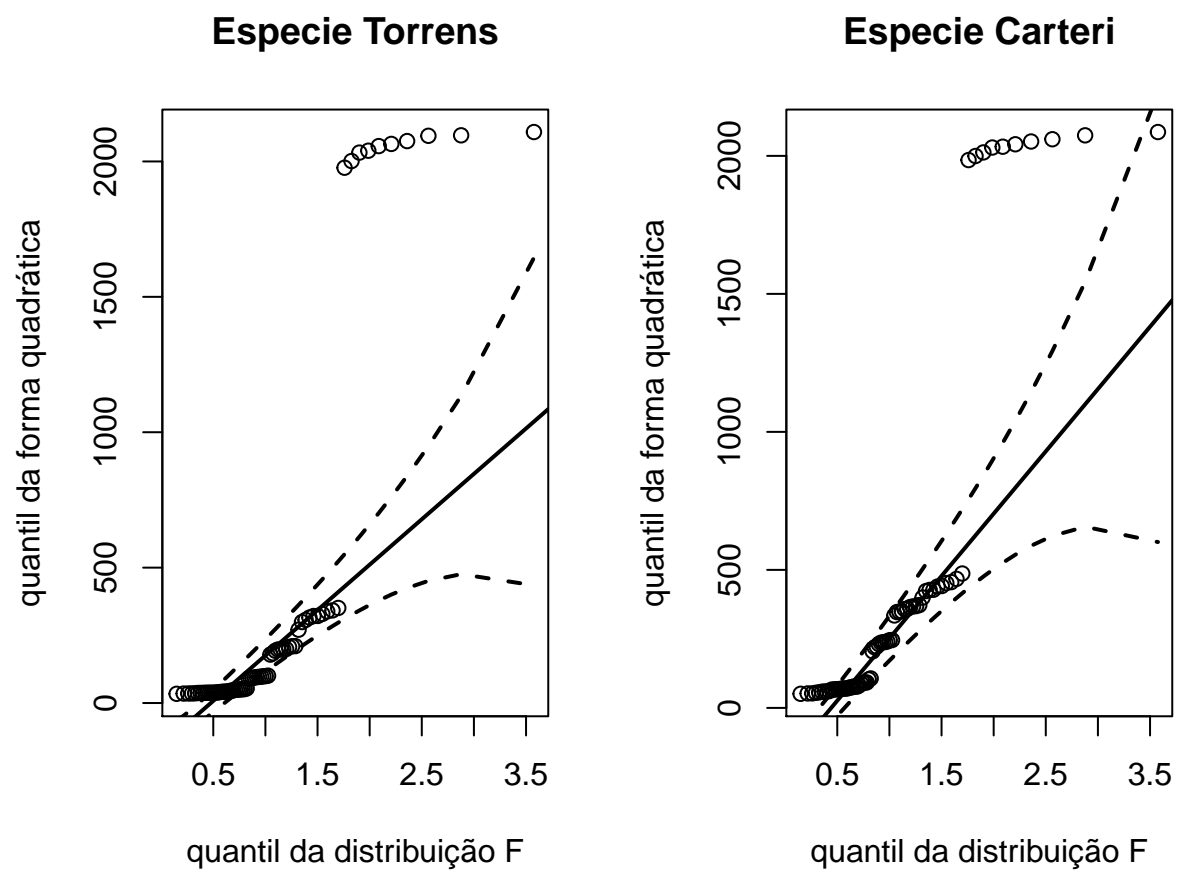 Especie Torrens
quantil da forma quadrática
2000
1500
1000
500
0
0.5 1.5 2.5 3.5
quantil da distribuição F
Especie Carteri
quantil da forma quadrática
2000
1500
1000
500
0
0.5 1.5 2.5 3.5
quantil da distribuição F